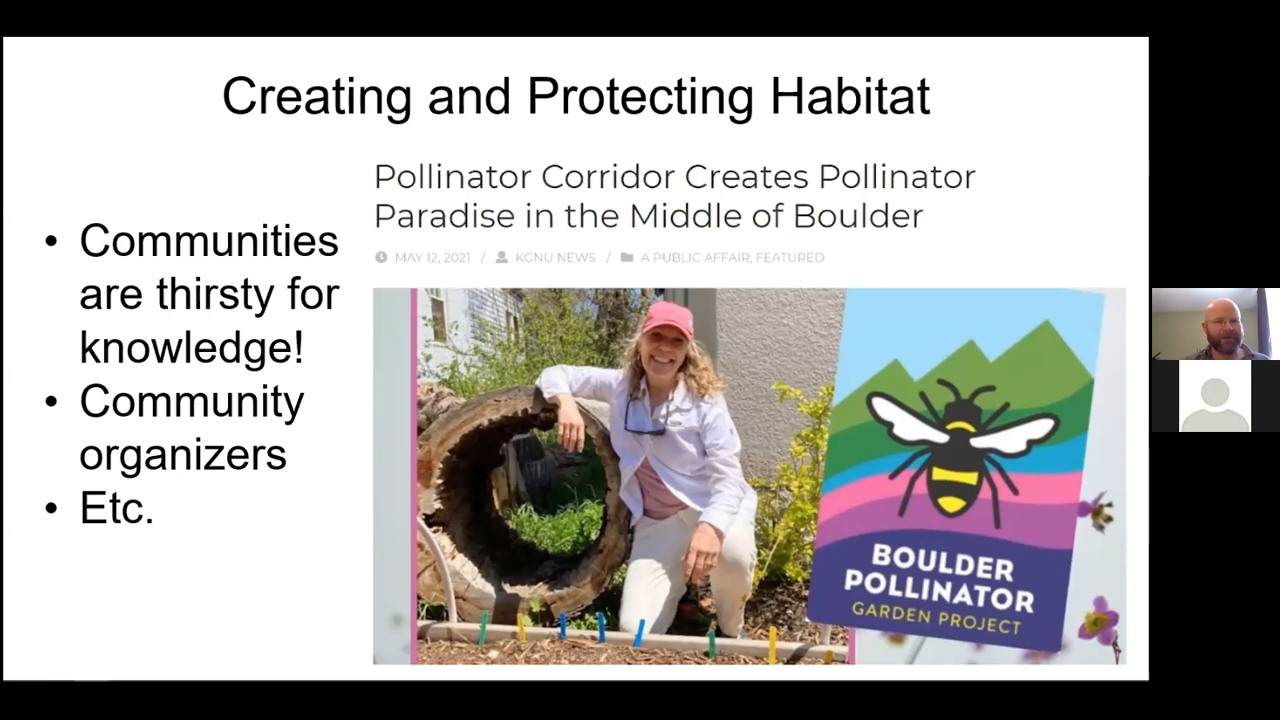 Creating and Protecting Habitat
Pollinator Corridor Creates Pollinator
Paradise in the Middle of Boulder
MAY 12, 2021 / KGNU NEWS / A PUBLIC AFFAIR, FEATURED
• Communities
are thirsty for
knowledge!
• Community
organizers
• Etc.
BOULDER
POLLINATOR
GARDEN PROJECT